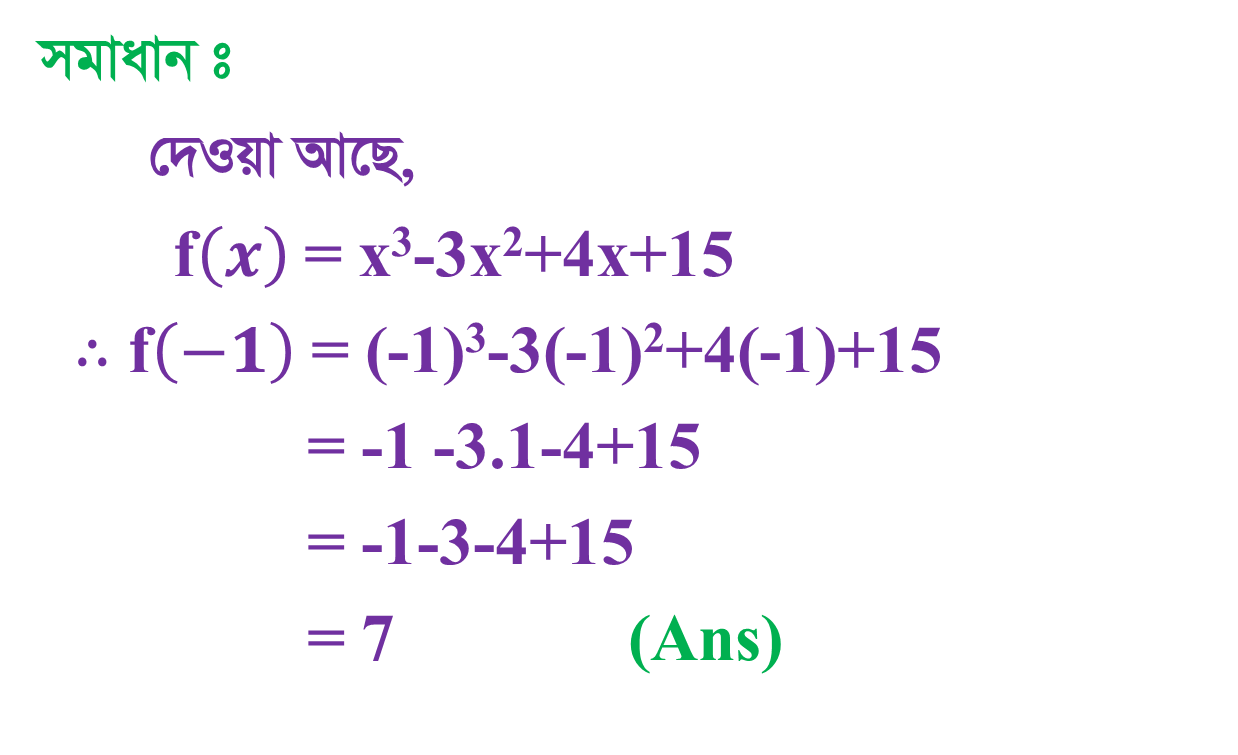 সমাধান ঃ
দেওয়া আছে,
f(x) = x³-3x²+4x+15
∴ f(−1) = (-1)³-3(-1)²+4(-1)+15
= -1 -3.1-4+15
= -1-3-4+15
= 7 (Ans)